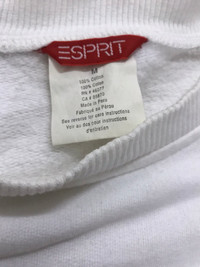 ESPRIT
M
100% Cotton
100% Coton
Made in Peru
Fabriqué en Pérou
See reverse for care instructions
Voir au dos pour instructions
d'entretien